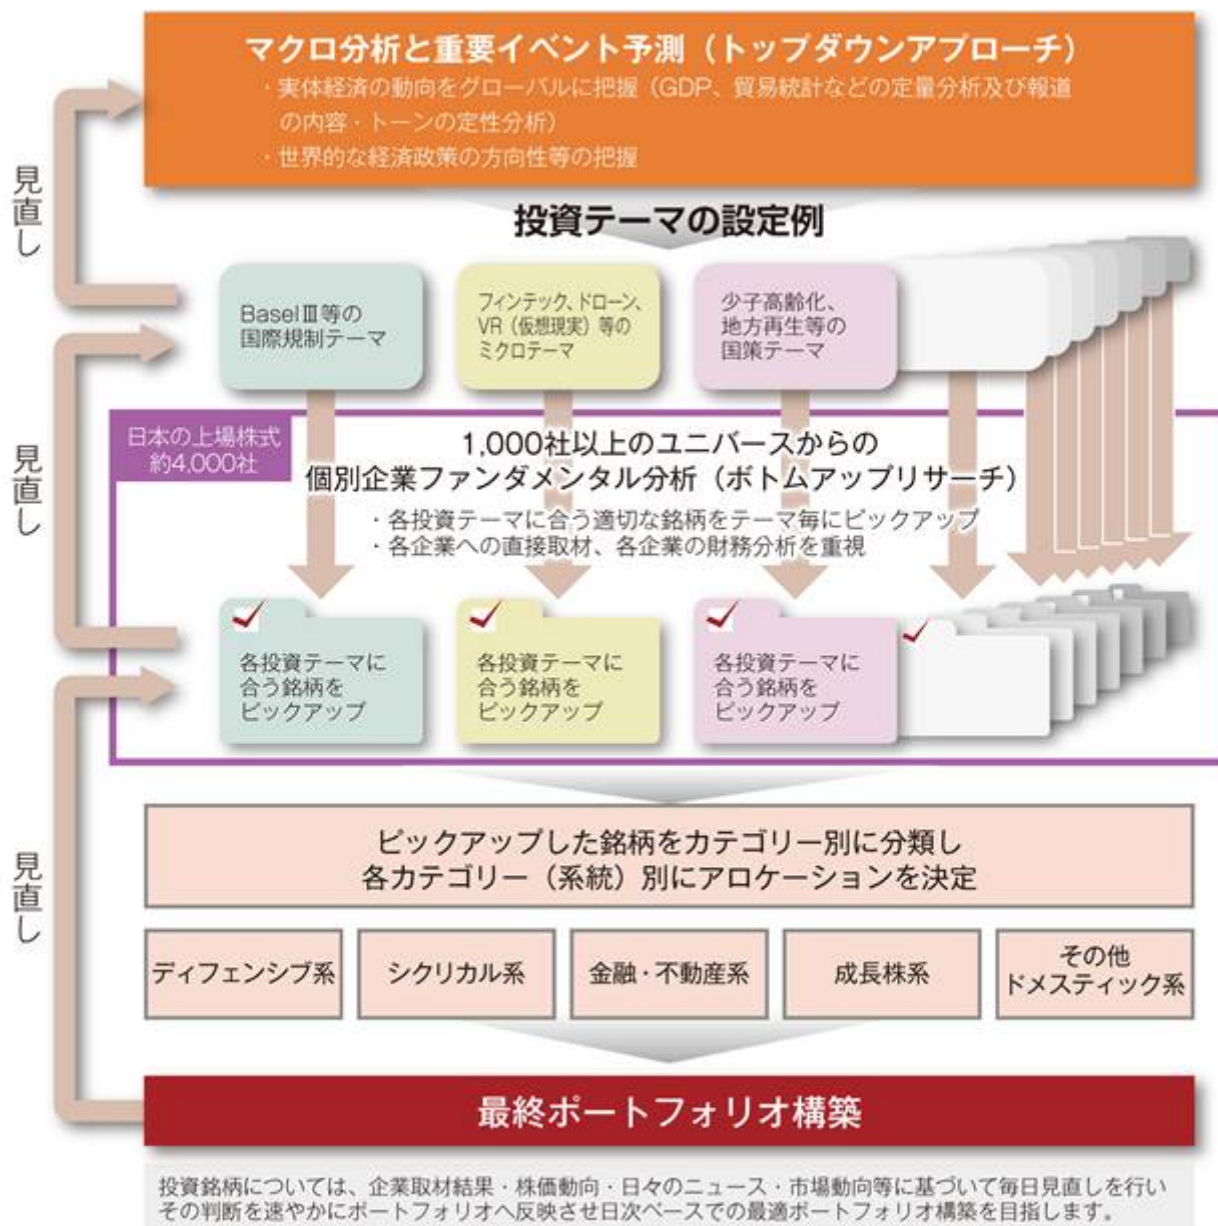 マクロ分析と重要イベント予測（トップダウンアプローチ）
・実体経済の動向をグローバルに把握（GDP、貿易統計などの定量分析及び報道
の内容・トーンの定性分析）
・世界的な経済政策の方向性等の把握
見直し
投資テーマの設定例
BaselⅢ等の
国際規制テーマ
フィンテック、ドローン、
VR（仮想現実）等の
ミクロテーマ
少子高齢化、
地方再生等の
国策テーマ
見直し
日本の上場株式
約4,000社
1,000社以上のユニバースからの
個別企業ファンダメンタル分析（ボトムアップリサーチ）
・各投資テーマに合う適切な銘柄をテーマ毎にピックアップ
・各企業への直接取材、各企業の財務分析を重視
各投資テーマに
合う銘柄を
ピックアップ
各投資テーマに
合う銘柄を
ピックアップ
各投資テーマに
合う銘柄を
ピックアップ
見直し
ピックアップした銘柄をカテゴリー別に分類し
各カテゴリー（系統）別にアロケーションを決定
ディフェンシブ系
シクリカル系
金融・不動産系
成長株系
その他
ドメスティック系
最終ポートフォリオ構築
投資銘柄については、企業取材結果・株価動向・日々のニュース・市場動向等に基づいて毎日見直しを行い
その判断を速やかにポートフォリオへ反映させ日次ベースでの最適ポートフォリオ構築を目指します。